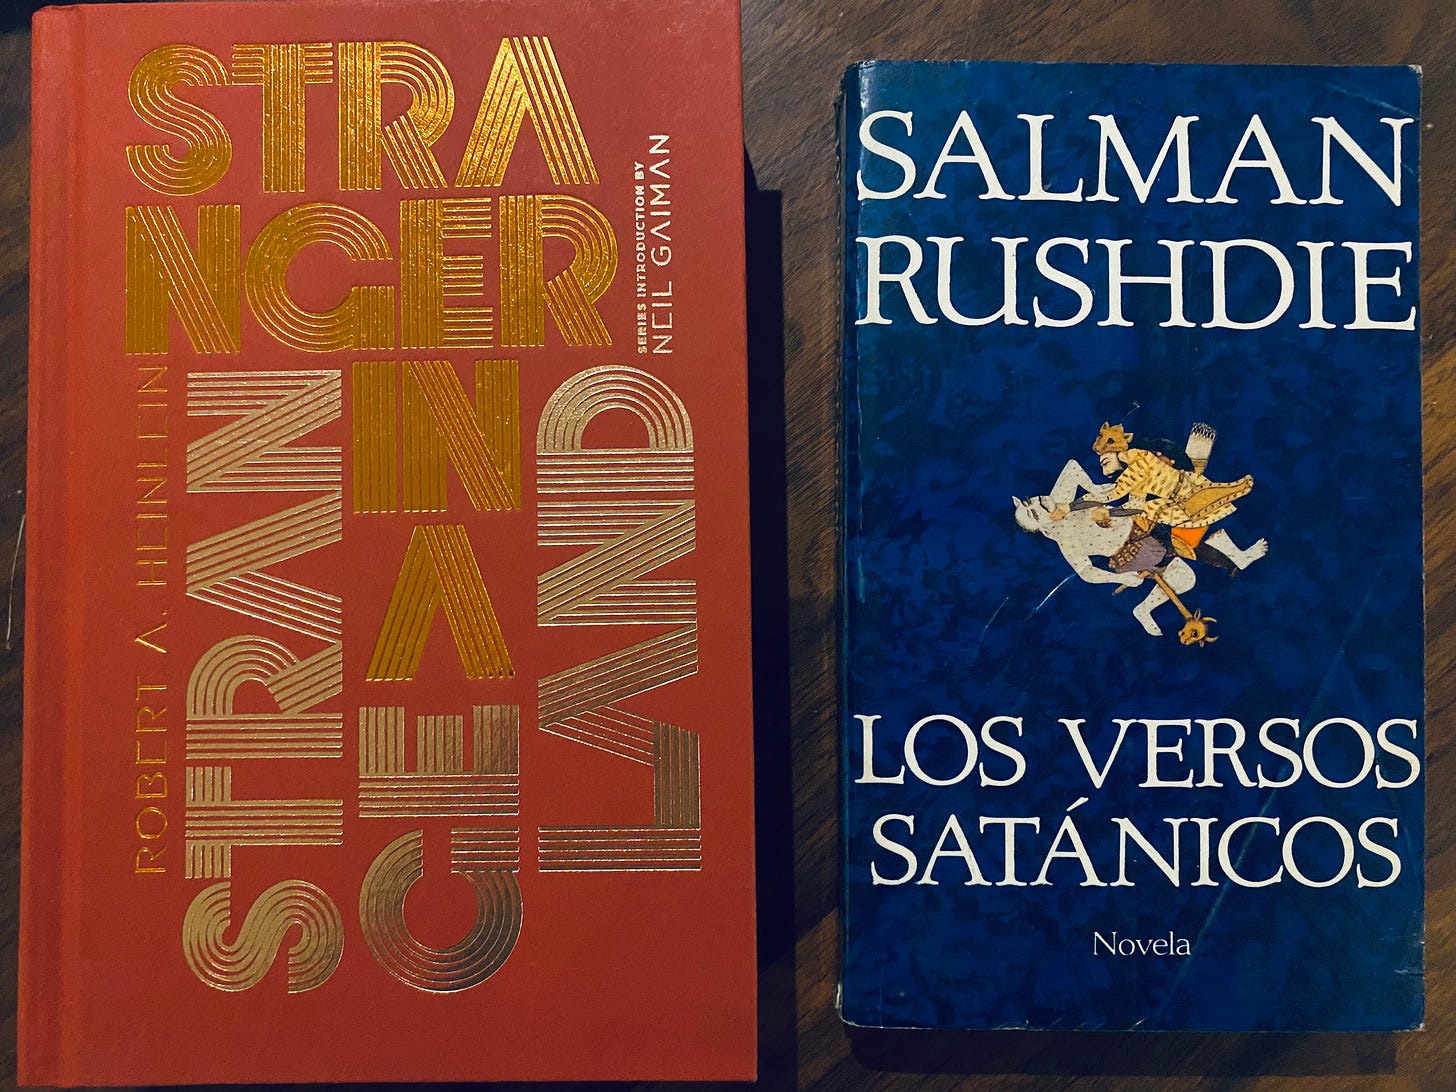 STRA
NGER
IN
A
STRAN
GE
LAND
ROBERT A. HEINLEIN
SERIES INTRODUCTION BY
NEIL GAIMAN
SALMAN
RUSHDIE
LOS VERSOS
SATÁNICOS
Novela